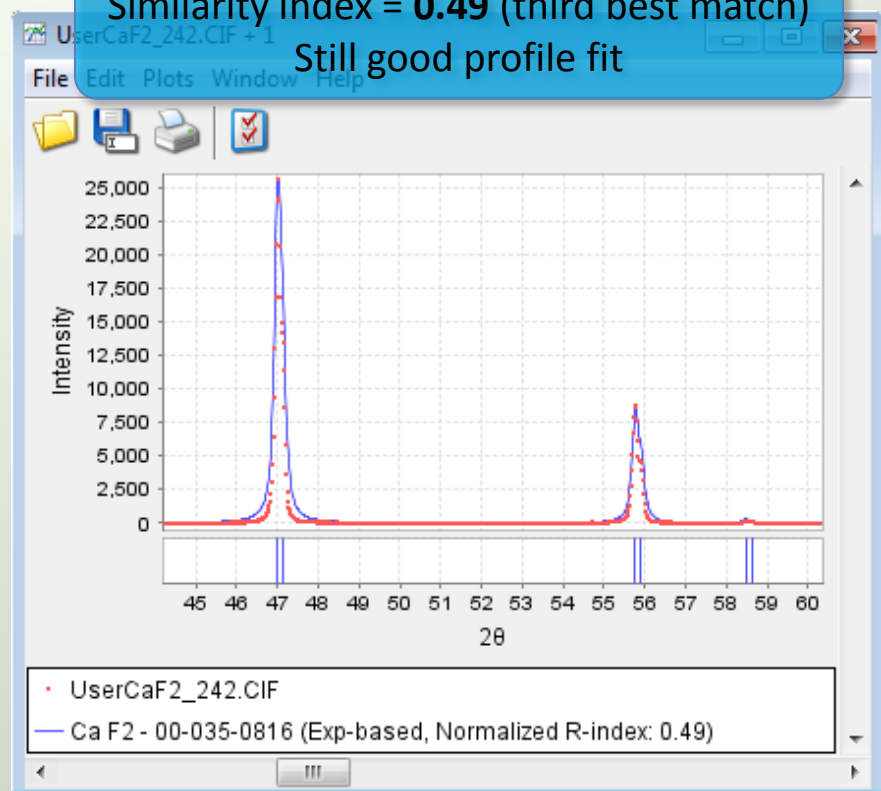 Similarity Index = 0.49 (third best match)
Still good profile fit
UserCaF2_242.CIF + 1
File Edit Plots Window Help
25,000
22,500
20,000
17,500
15,000
12,500
10,000
7,500
5,000
2,500
0
Intensity
45 46 47 48 49 50 51 52 53 54 55 56 57 58 59 60
2θ
UserCaF2_242.CIF
Ca F2 - 00-035-0816 (Exp-based, Normalized R-index: 0.49)